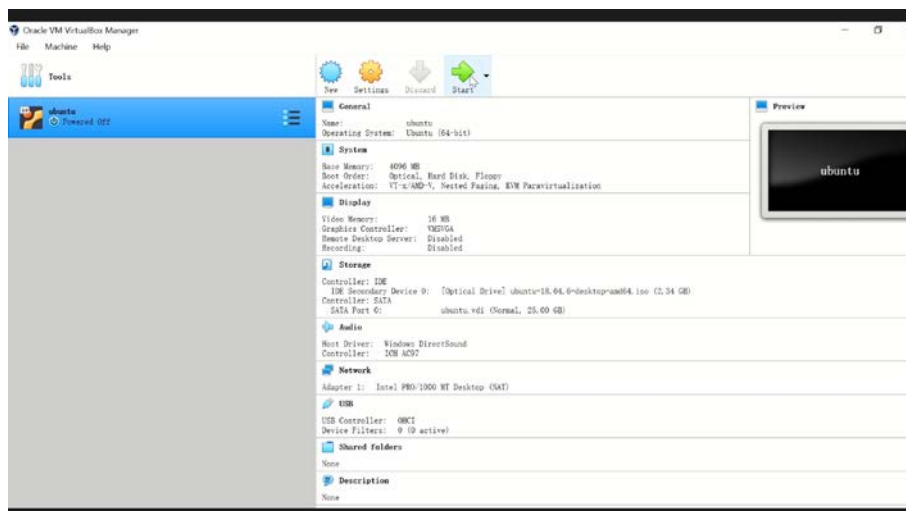 Oracle VM VirtualBox Manager
File Machine Help
Tools
New Settings Discard Start
ubuntu
Powered Off
General
Name: ubuntu
Operating System: Ubuntu (64-bit)
System
Base Memory: 4096 MB
Boot Order: Optical, Hard Disk, Floppy
Acceleration: VT-x/AMD-V, Nested Paging, KVM Paravirtualization
Display
Video Memory: 16 MB
Graphics Controller: VMSVGA
Remote Desktop Server: Disabled
Recording: Disabled
Storage
Controller: IDE
IDE Secondary Device 0: [Optical Drive] ubuntu-18.04.6-desktop-amd64.iso (2.34 GB)
Controller: SATA
SATA Port 0: ubuntu.vdi (Normal, 25.00 GB)
Audio
Host Driver: Windows DirectSound
Controller: ICH AC97
Network
Adapter 1: Intel PRO/1000 MT Desktop (NAT)
USB
USB Controller: OHCI
Device Filters: 0 (0 active)
Shared folders
None
Description
None
Preview
ubuntu